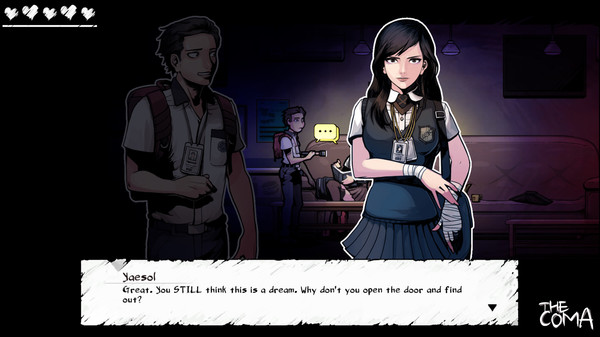 ...
Yaesol
Great. You STILL think this is a dream. Why don't you open the door and find
out?
THE
COMA